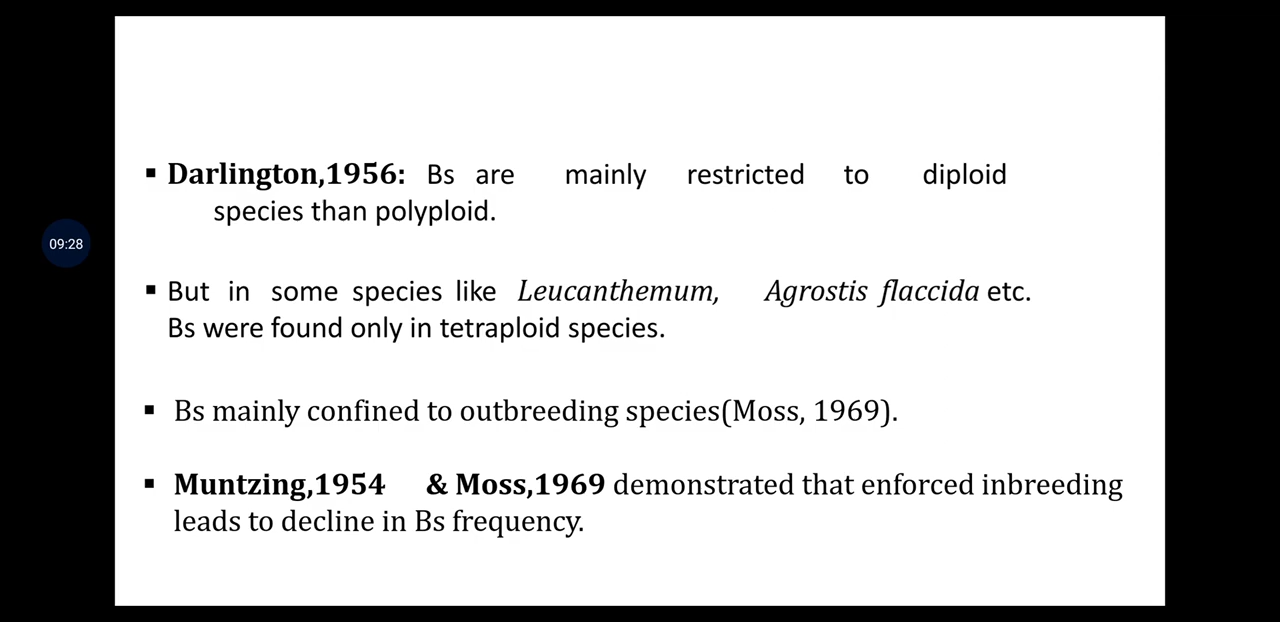 ▪ Darlington,1956: Bs are mainly restricted to diploid
species than polyploid.
09:28
▪ But in some species like Leucanthemum, Agrostis flaccida etc.
Bs were found only in tetraploid species.
▪ Bs mainly confined to outbreeding species(Moss, 1969).
▪ Muntzing,1954 & Moss,1969 demonstrated that enforced inbreeding
leads to decline in Bs frequency.